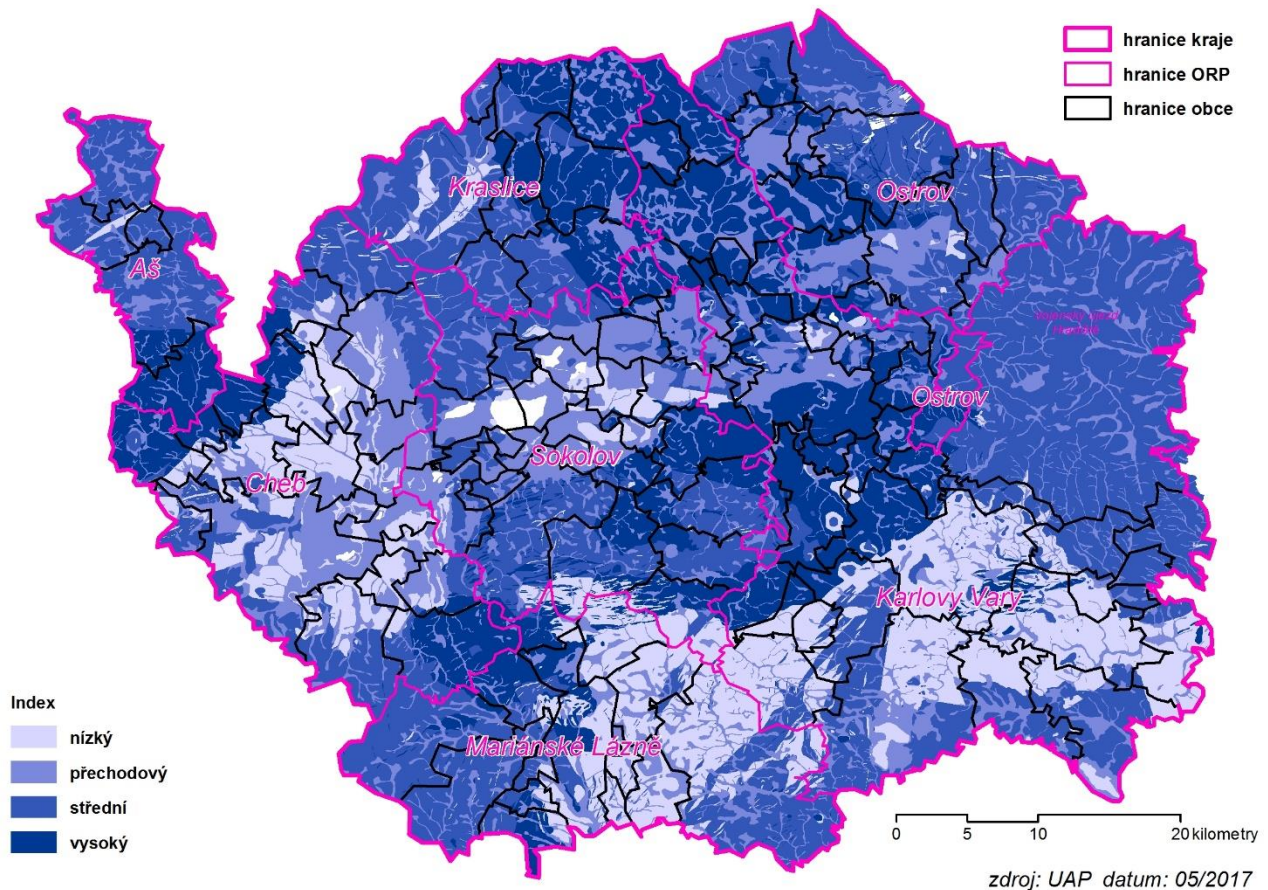 hranice kraje
hranice ORP
hranice obce
Kraslice
Ostrov
Aš
Ostrov
Sokolov
Cheb
Karlovy Vary
Mariánské Lázně
Index
nízký
přechodový
střední
vysoký
0 5 10 20 kilometry
zdroj: UAP datum: 05/2017